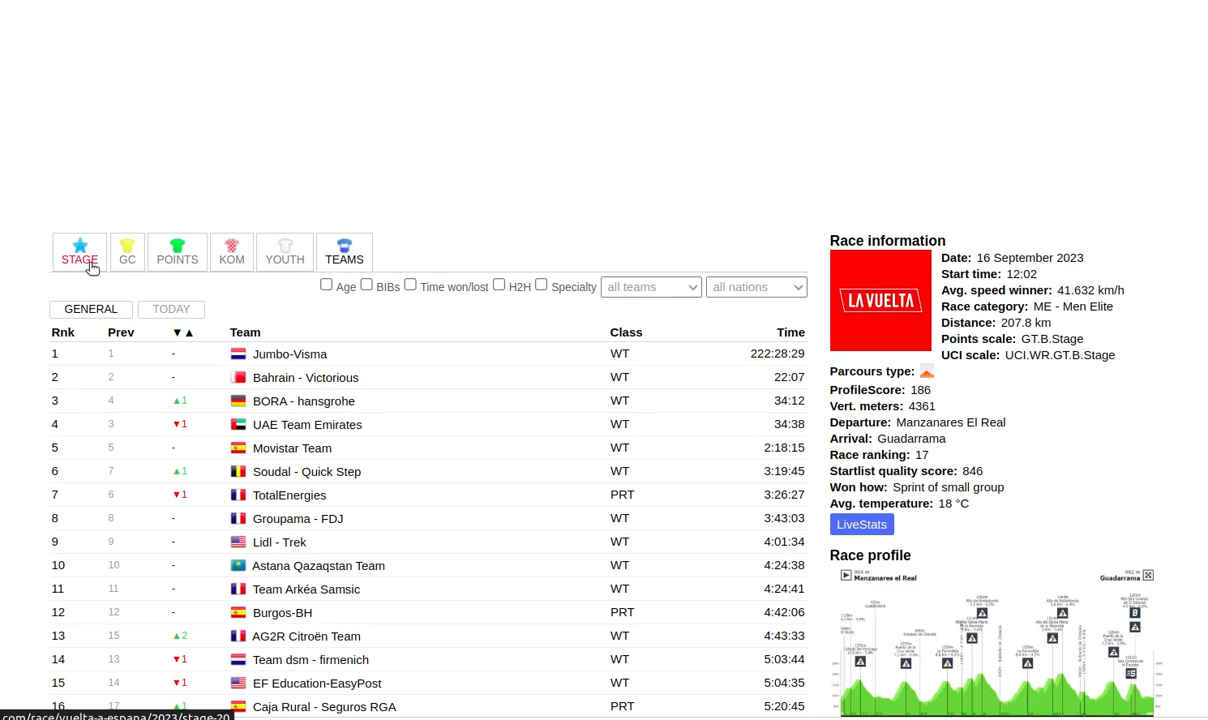 STAGE GC POINTS KOM YOUTH TEAMS
Age BIBs Time won/lost H2H Specialty all teams all nations
GENERAL TODAY
Rnk Prev ▼▲ Team Class Time
1 1 - Jumbo-Visma WT 222:28:29
2 2 - Bahrain - Victorious WT 22:07
3 4 ▲1 BORA - hansgrohe WT 34:12
4 3 ▼1 UAE Team Emirates WT 34:38
5 5 - Movistar Team WT 2:18:15
6 7 ▲1 Soudal - Quick Step WT 3:19:45
7 6 ▼1 TotalEnergies PRT 3:26:27
8 8 - Groupama - FDJ WT 3:43:03
9 9 - Lidl - Trek WT 4:01:34
10 10 - Astana Qazaqstan Team WT 4:24:38
11 11 - Team Arkéa Samsic WT 4:24:41
12 12 - Burgos-BH PRT 4:42:06
13 15 ▲2 AG2R Citroën Team WT 4:43:33
14 13 ▼1 Team dsm - firmenich WT 5:03:44
15 14 ▼1 EF Education-EasyPost WT 5:04:35
16 17 ▲1 Caja Rural - Seguros RGA PRT 5:20:45
com/race/vuelta-a-espana/2023/stage-20
Race information
LA VUELTA
Date: 16 September 2023
Start time: 12:02
Avg. speed winner: 41.632 km/h
Race category: ME - Men Elite
Distance: 207.8 km
Points scale: GT.B.Stage
UCI scale: UCI.WR.GT.B.Stage
Parcours type:
ProfileScore: 186
Vert. meters: 4361
Departure: Manzanares El Real
Arrival: Guadarrama
Race ranking: 17
Startlist quality score: 846
Won how: Sprint of small group
Avg. temperature: 18 °C
LiveStats
Race profile
Manzanares el Real
Guadarrama